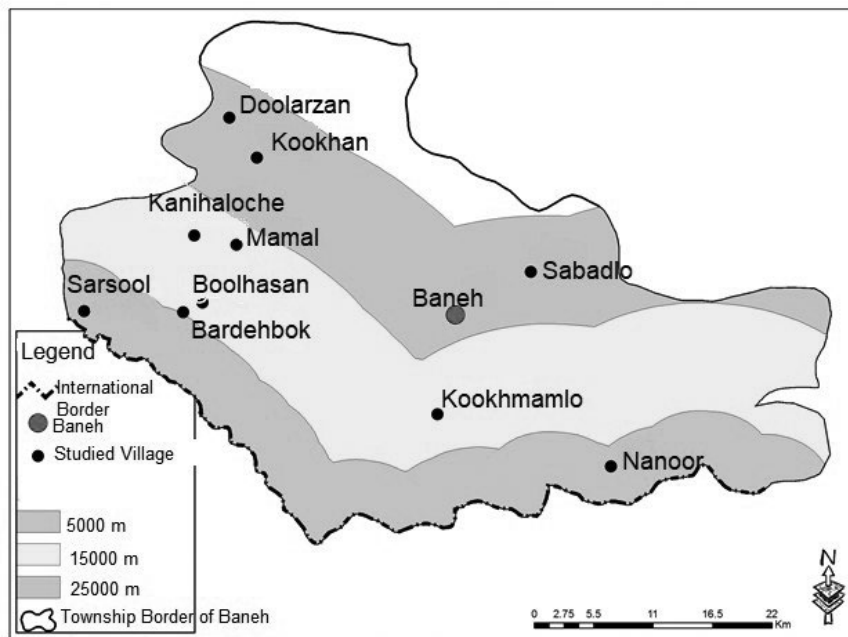 Doolarzan
Kookhan
Kanihaloche
Mamal
Sabadlo
Sarsool
Boolhasan
Baneh
Bardehbok
Kookhmamlo
Nanoor
Legend
International
Border
Baneh
Studied Village
5000 m
15000 m
25000 m
Township Border of Baneh
N
0 2.75 5.5 11 16.5 22
Km